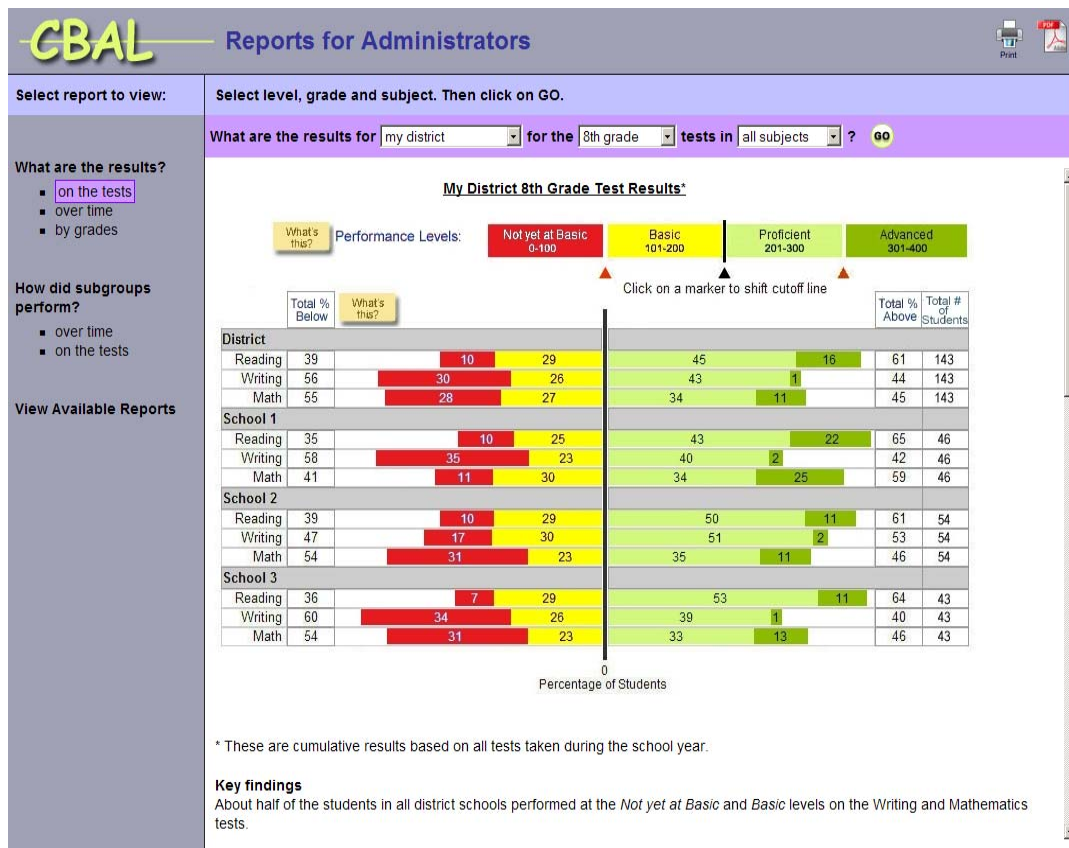 CBAL Reports for Administrators
Print
PDF
Select report to view:
Select level, grade and subject. Then click on GO.
What are the results for my district for the 8th grade tests in all subjects ? GO
What are the results?
on the tests
over time
by grades
How did subgroups perform?
over time
on the tests
View Available Reports
My District 8th Grade Test Results*
What's this?
Performance Levels:
Not yet at Basic 0-100
Basic 101-200
Proficient 201-300
Advanced 301-400
Click on a marker to shift cutoff line
Total % Below
What's this?
Total % Above
Total # of Students
District
Reading 39 10 29 45 16 61 143
Writing 56 30 26 43 1 44 143
Math 55 28 27 34 11 45 143
School 1
Reading 35 10 25 43 22 65 46
Writing 58 35 23 40 2 42 46
Math 41 11 30 34 25 59 46
School 2
Reading 39 10 29 50 11 61 54
Writing 47 17 30 51 2 53 54
Math 54 31 23 35 11 46 54
School 3
Reading 36 7 29 53 11 64 43
Writing 60 34 26 39 1 40 43
Math 54 31 23 33 13 46 43
0
Percentage of Students
* These are cumulative results based on all tests taken during the school year.
Key findings
About half of the students in all district schools performed at the Not yet at Basic and Basic levels on the Writing and Mathematics
tests.